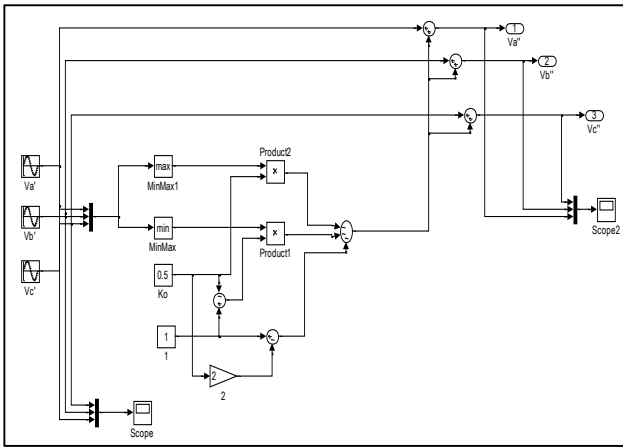 1
Va''
2
Vb''
3
Vc''
Va'
Vb'
Vc'
max
MinMax1
min
MinMax
Product2
x
x
Product1
0.5
Ko
1
1
2
2
Scope
Scope2